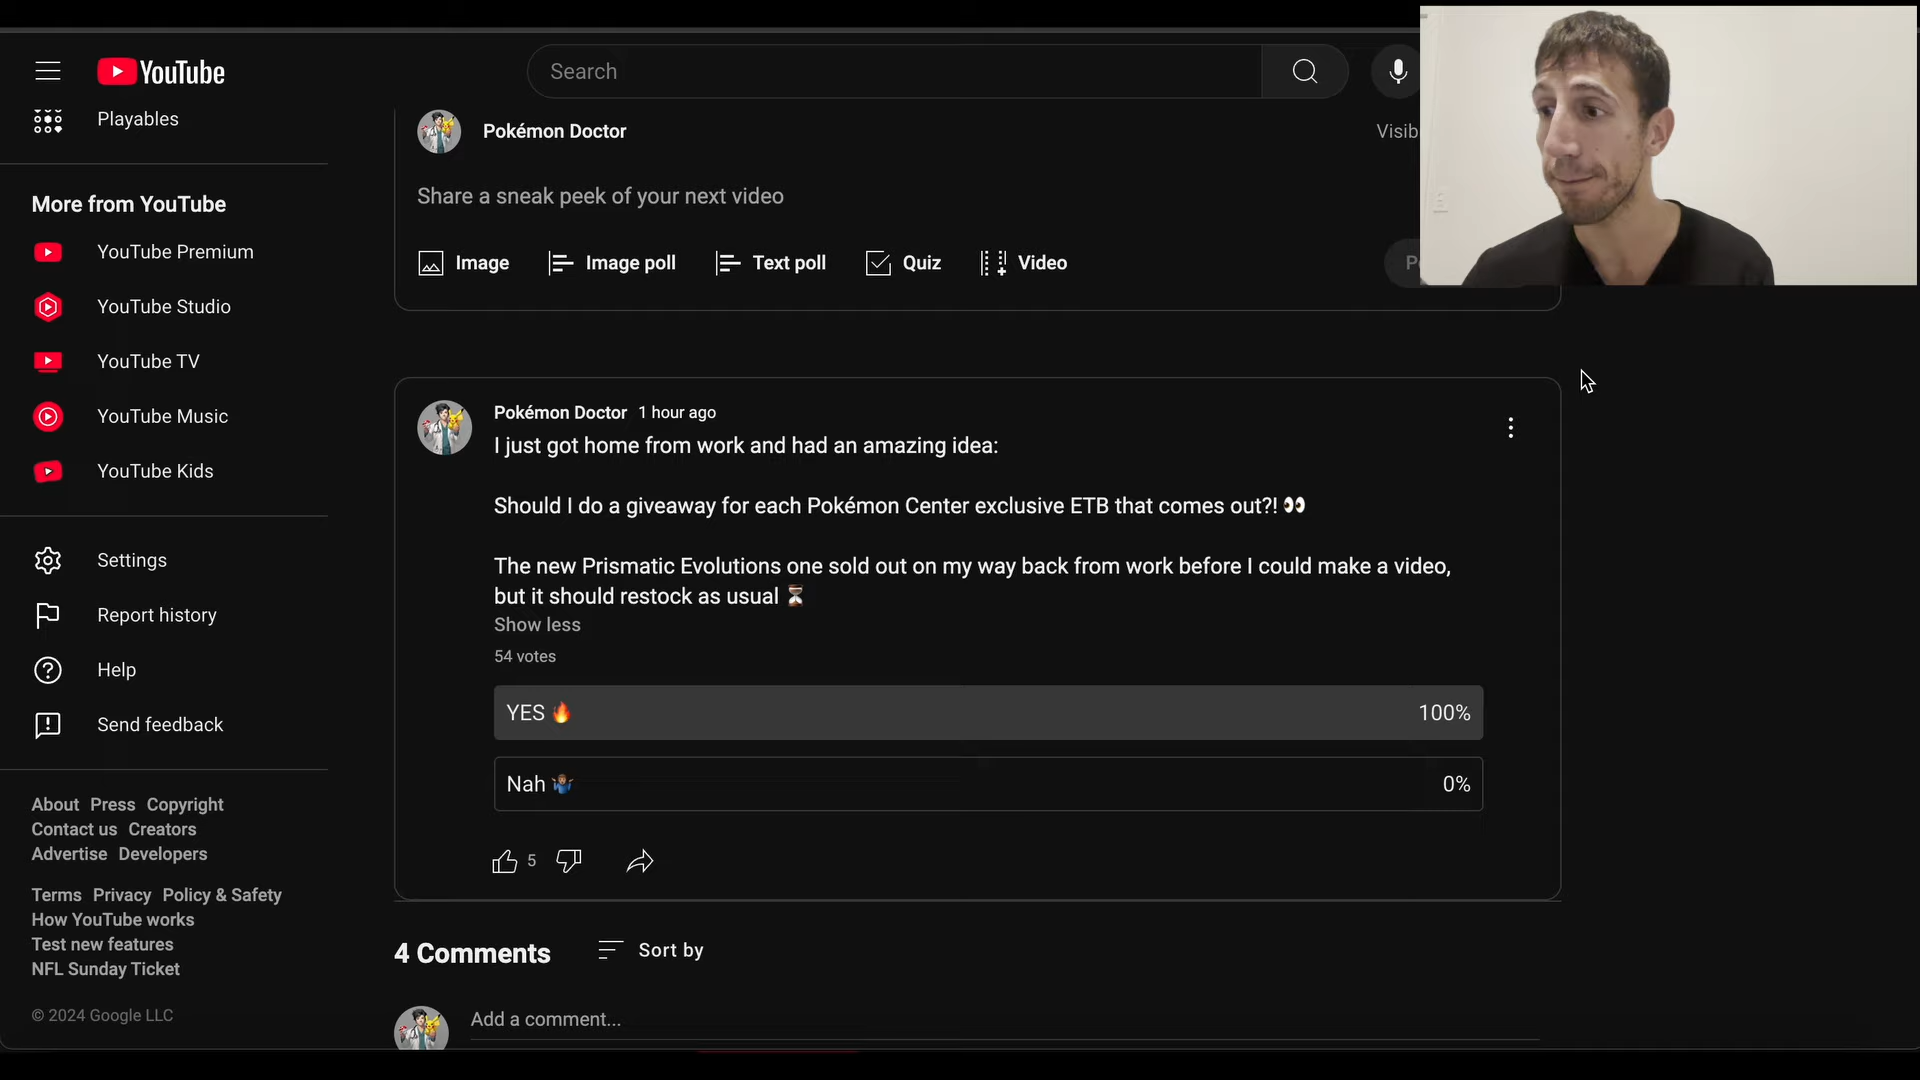 YouTube
Search
Playables
More from YouTube
YouTube Premium
YouTube Studio
YouTube TV
YouTube Music
YouTube Kids
Settings
Report history
Help
Send feedback
About Press Copyright
Contact us Creators
Advertise Developers
Terms Privacy Policy & Safety
How YouTube works
Test new features
NFL Sunday Ticket
© 2024 Google LLC
Pokémon Doctor
Share a sneak peek of your next video
Image Image poll Text poll Quiz Video
Pokémon Doctor 1 hour ago
I just got home from work and had an amazing idea:
Should I do a giveaway for each Pokémon Center exclusive ETB that comes out?! 👀
The new Prismatic Evolutions one sold out on my way back from work before I could make a video,
but it should restock as usual ⏳
Show less
54 votes
YES 🔥 100%
Nah 🤷🏾‍♂️ 0%
5
4 Comments Sort by
Add a comment...